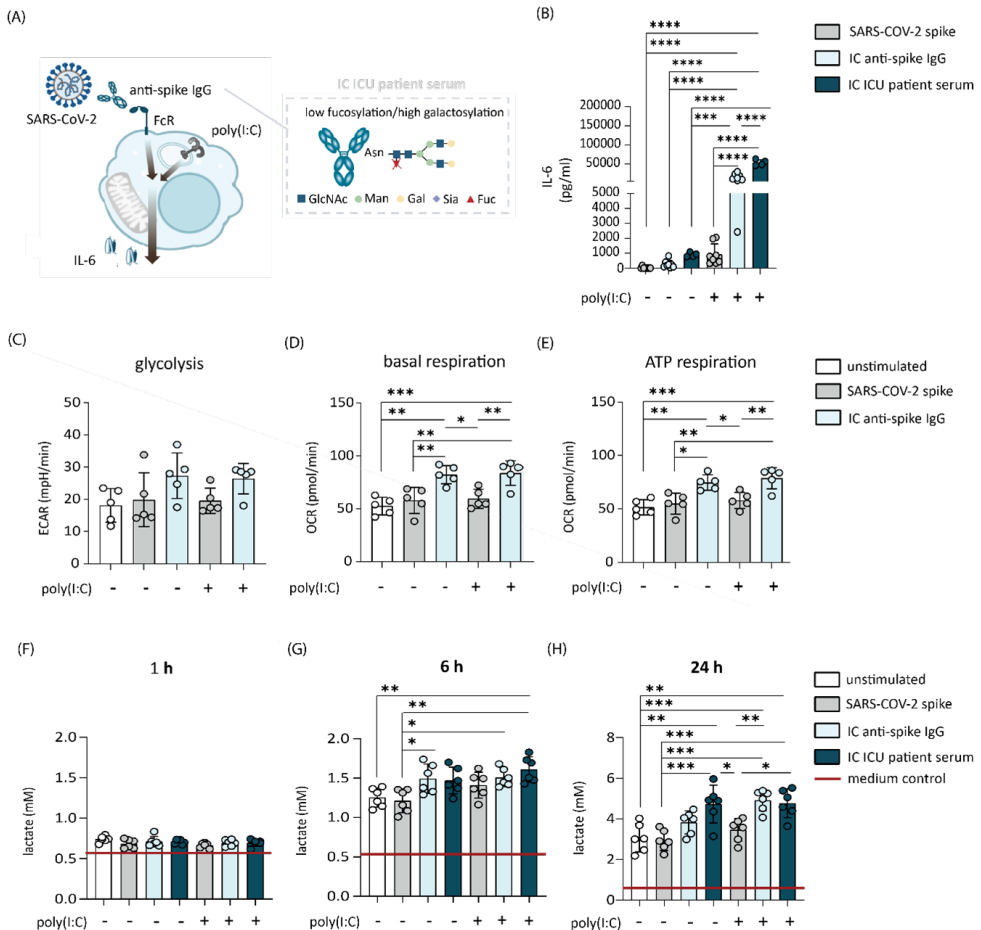 (A)
SARS-CoV-2
anti-spike IgG
FcR
poly(I:C)
IL-6
IC ICU patient serum
low fucosylation/high galactosylation
Asn
GlcNAc Man Gal Sia Fuc
(B)
SARS-COV-2 spike
IC anti-spike IgG
IC ICU patient serum
****
****
****
****
****
*** ****
****
****
IL-6
(pg/ml)
200000
150000
100000
50000
5000
4000
3000
2000
1000
0
poly(I:C) - - - + + +
(C)
glycolysis
ECAR (mpH/min)
50
40
30
20
10
0
poly(I:C) - - - + +
(D)
basal respiration
***
** * **
**
**
OCR (pmol/min)
150
100
50
0
poly(I:C) - - - + +
(E)
ATP respiration
***
** * **
**
*
OCR (pmol/min)
150
100
50
0
poly(I:C) - - - + +
unstimulated
SARS-COV-2 spike
IC anti-spike IgG
(F)
1 h
lactate (mM)
2.0
1.5
1.0
0.5
0.0
poly(I:C) - - - - + + +
(G)
6 h
**
**
*
*
lactate (mM)
2.0
1.5
1.0
0.5
0.0
poly(I:C) - - - - + + +
(H)
24 h
**
***
** **
***
***
*** * *
lactate (mM)
8
6
4
2
0
poly(I:C) - - - - + + +
unstimulated
SARS-COV-2 spike
IC anti-spike IgG
IC ICU patient serum
medium control